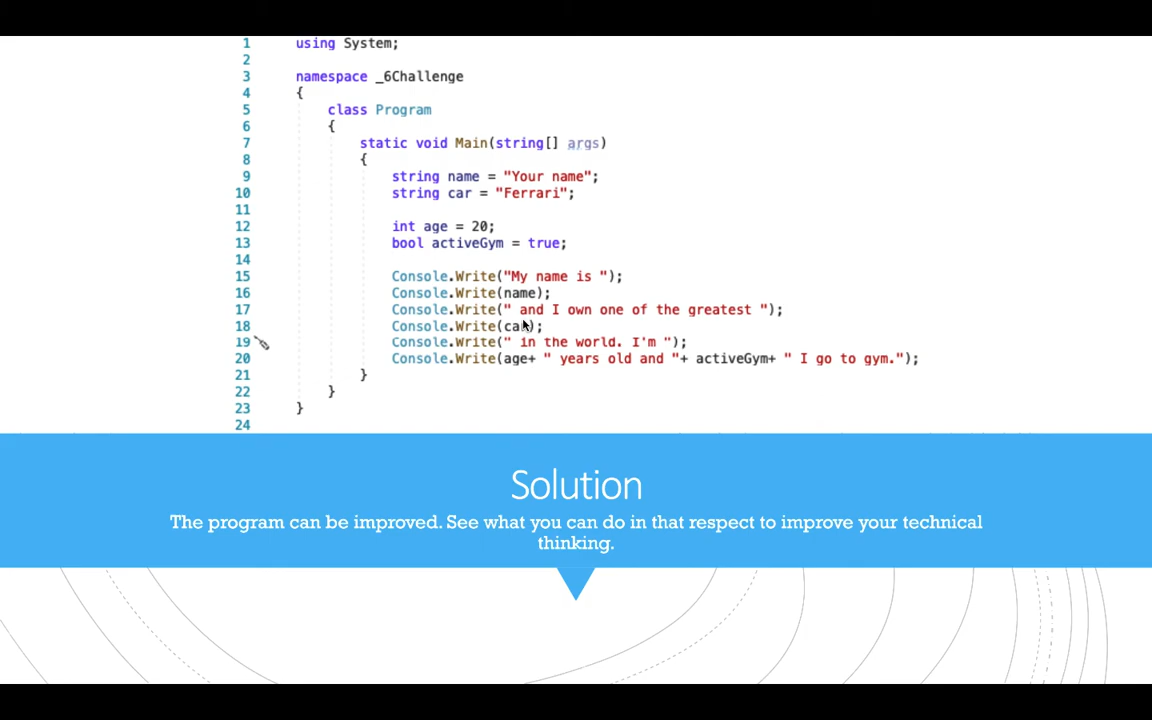 1 using System;
2
3 namespace _6Challenge
4 {
5 class Program
6 {
7 static void Main(string[] args)
8 {
9 string name = "Your name";
10 string car = "Ferrari";
11
12 int age = 20;
13 bool activeGym = true;
14
15 Console.Write("My name is ");
16 Console.Write(name);
17 Console.Write(" and I own one of the greatest ");
18 Console.Write(car);
19 Console.Write(" in the world. I'm ");
20 Console.Write(age+ " years old and "+ activeGym+ " I go to gym.");
21 }
22 }
23 }
24
Solution
The program can be improved. See what you can do in that respect to improve your technical
thinking.